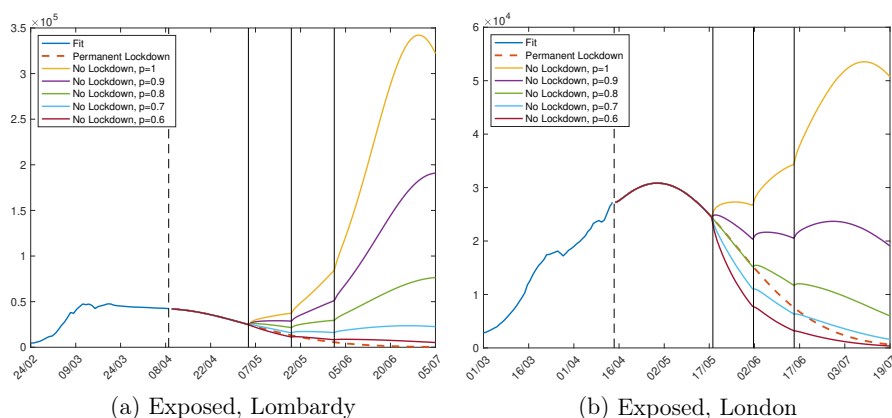 ×10⁵
3.5
3
2.5
2
1.5
1
0.5
0
Fit
Permanent Lockdown
No Lockdown, p=1
No Lockdown, p=0.9
No Lockdown, p=0.8
No Lockdown, p=0.7
No Lockdown, p=0.6
24/02
09/03
24/03
08/04
22/04
07/05
22/05
05/06
20/06
05/07
(a) Exposed, Lombardy
×10⁴
6
5
4
3
2
1
0
Fit
Permanent Lockdown
No Lockdown, p=1
No Lockdown, p=0.9
No Lockdown, p=0.8
No Lockdown, p=0.7
No Lockdown, p=0.6
01/03
16/03
01/04
16/04
02/05
17/05
02/06
17/06
03/07
19/07
(b) Exposed, London